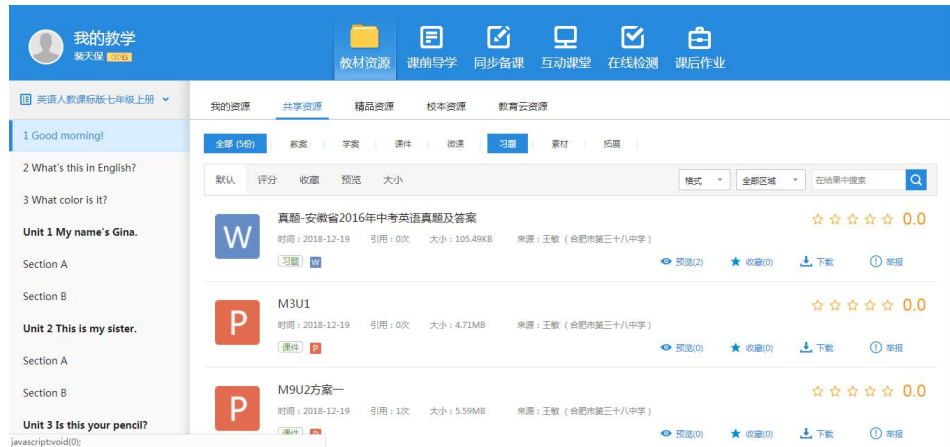 我的教学
裴天保
教材资源 课前导学 同步备课 互动课堂 在线检测 课后作业
英语人教课标版七年级上册
我的资源 共享资源 精品资源 校本资源 教育云资源
1 Good morning!
全部 (5份) 教案 学案 课件 微课 习题 素材 拓展
2 What's this in English?
默认 评分 收藏 预览 大小 格式 全部区域 在结果中搜索
3 What color is it?
真题-安徽省2016年中考英语真题及答案 0.0
Unit 1 My name's Gina.
W
时间：2018-12-19 引用：0次 大小：105.49KB 来源：王敏（合肥市第三十八中学）
Section A
习题 W 预览(2) 收藏(0) 下载 举报
Section B
M3U1 0.0
P
Unit 2 This is my sister.
时间：2018-12-19 引用：0次 大小：4.71MB 来源：王敏（合肥市第三十八中学）
课件 P 预览(0) 收藏(0) 下载 举报
Section A
Section B
M9U2方案一 0.0
P
时间：2018-12-19 引用：1次 大小：5.59MB 来源：王敏（合肥市第三十八中学）
Unit 3 Is this your pencil?
课件 预览(0) 收藏(0) 下载 举报
javascript:void(0);